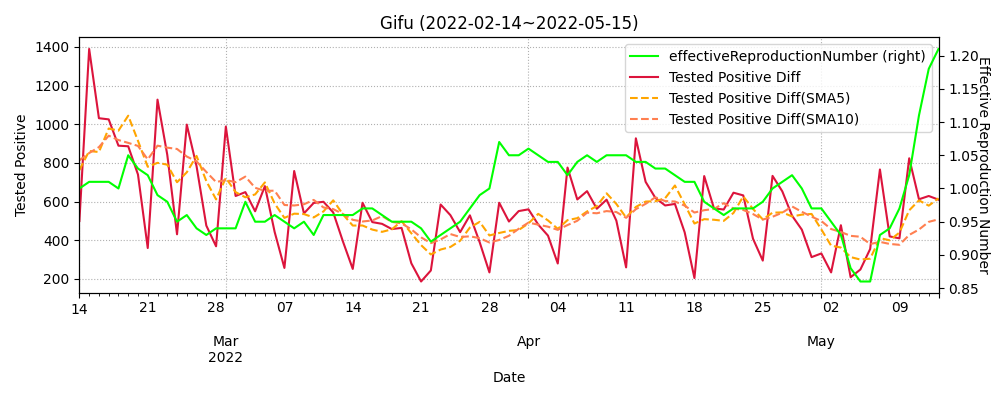 Gifu (2022-02-14~2022-05-15)
effectiveReproductionNumber (right)
Tested Positive Diff
Tested Positive Diff(SMA5)
Tested Positive Diff(SMA10)
Tested Positive
1400
1200
1000
800
600
400
200
Effective Reproduction Number
1.20
1.15
1.10
1.05
1.00
0.95
0.90
0.85
14 21 28 07 14 21 28 04 11 18 25 02 09
Mar Apr May
2022
Date